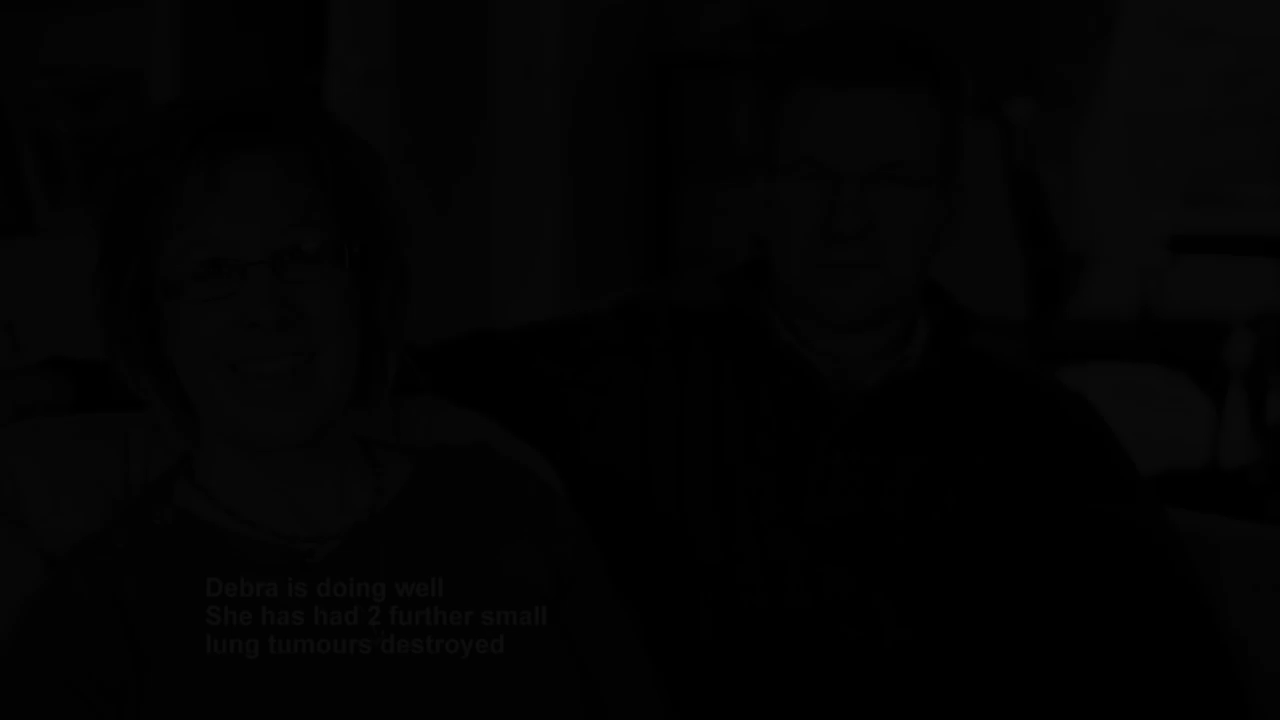 Debra is doing well
She has had 2 further small
lung tumours destroyed